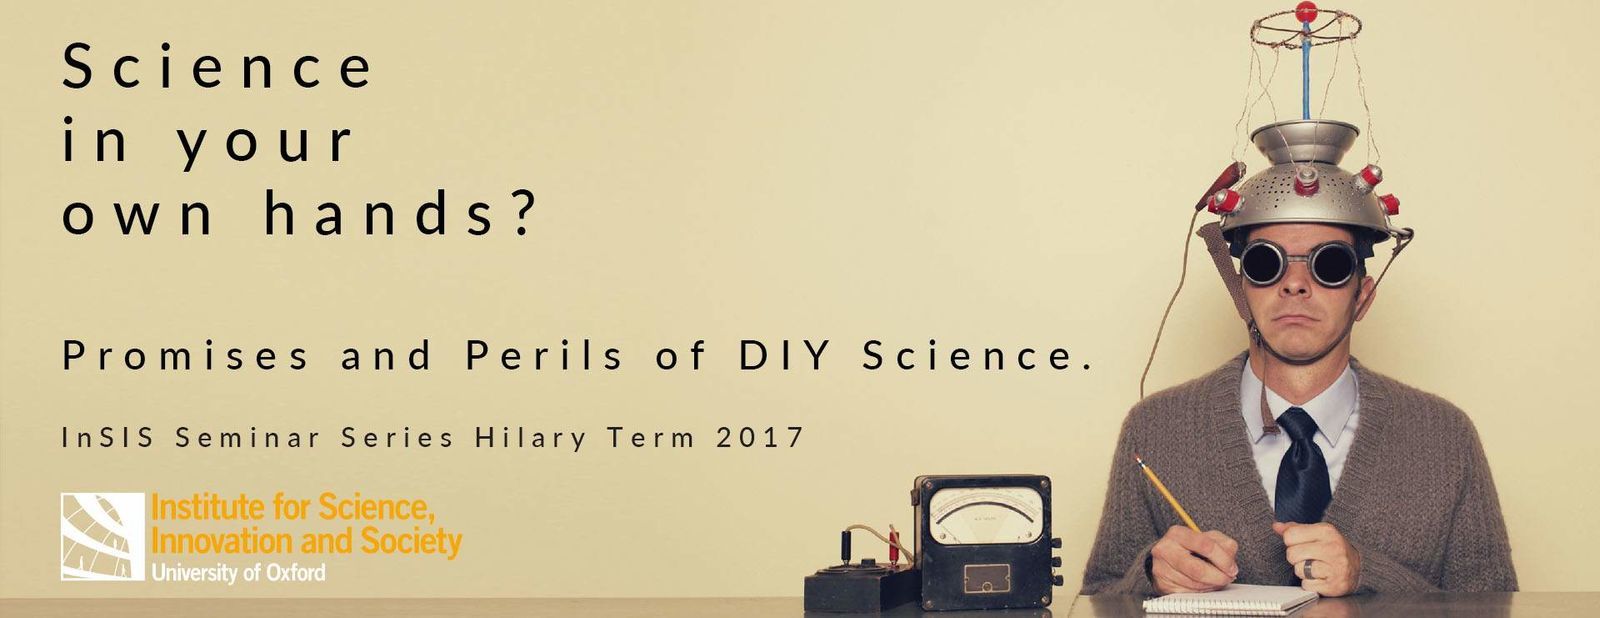 Science
in your
own hands?
Promises and Perils of DIY Science.
InSIS Seminar Series Hilary Term 2017
Institute for Science,
Innovation and Society
University of Oxford